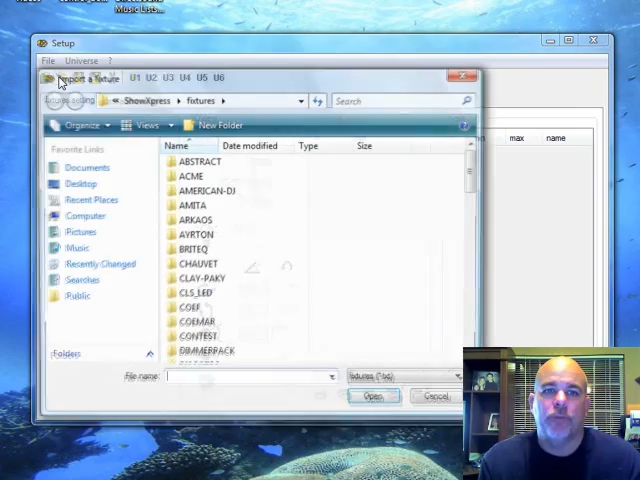 Music Lists...
Setup
File Universe ?
Import a fixture
U1 U2 U3 U4 U5 U6
« ShowXpress ▸ fixtures ▸
Search
Organize Views New Folder
Favorite Links
Name Date modified Type Size
max name
Documents
Desktop
Recent Places
Computer
Pictures
Music
Recently Changed
Searches
Public
Folders
ABSTRACT
ACME
AMERICAN-DJ
AMITA
ARKAOS
AYRTON
BRITEQ
CHAUVET
CLAY-PAKY
CLS_LED
COEF
COEMAR
CONTEST
DIMMERPACK
File name:
Open
Cancel